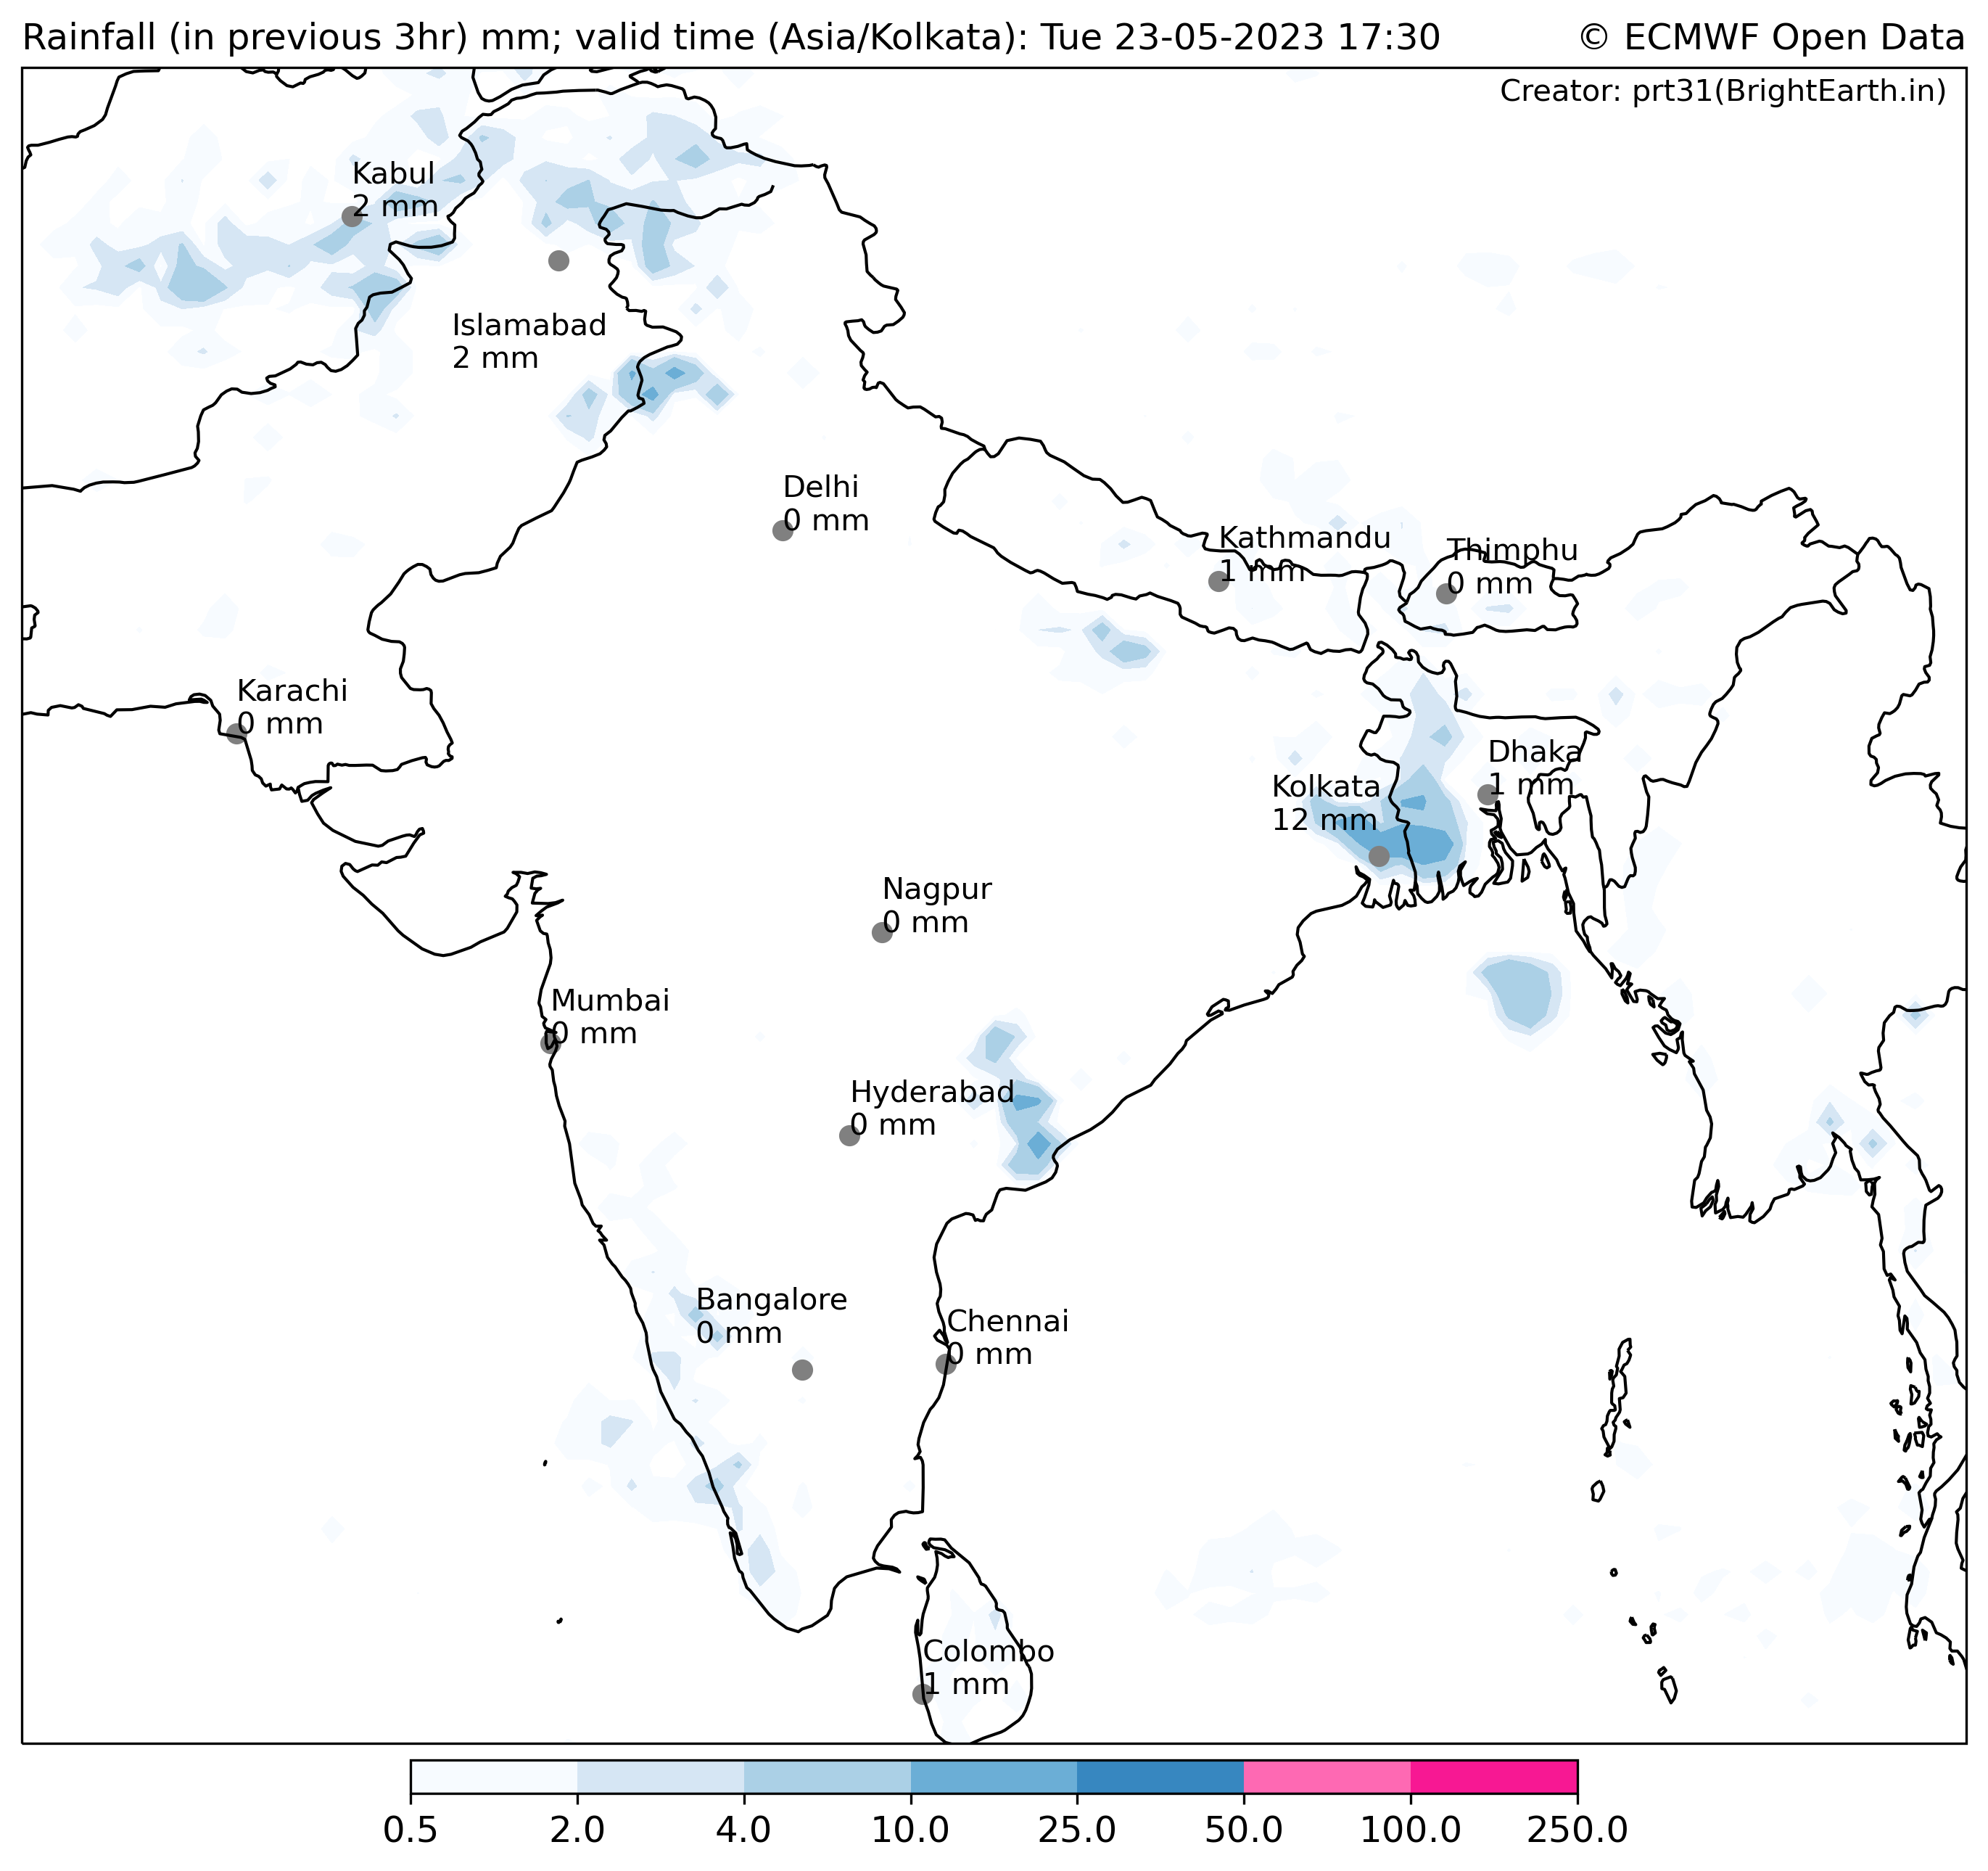 Rainfall (in previous 3hr) mm; valid time (Asia/Kolkata): Tue 23-05-2023 17:30
© ECMWF Open Data
Creator: prt31(BrightEarth.in)
Kabul
2 mm
Islamabad
2 mm
Delhi
0 mm
Kathmandu
1 mm
Thimphu
0 mm
Karachi
0 mm
Dhaka
1 mm
Kolkata
12 mm
Nagpur
0 mm
Mumbai
0 mm
Hyderabad
0 mm
Bangalore
0 mm
Chennai
0 mm
Colombo
1 mm
0.5 2.0 4.0 10.0 25.0 50.0 100.0 250.0